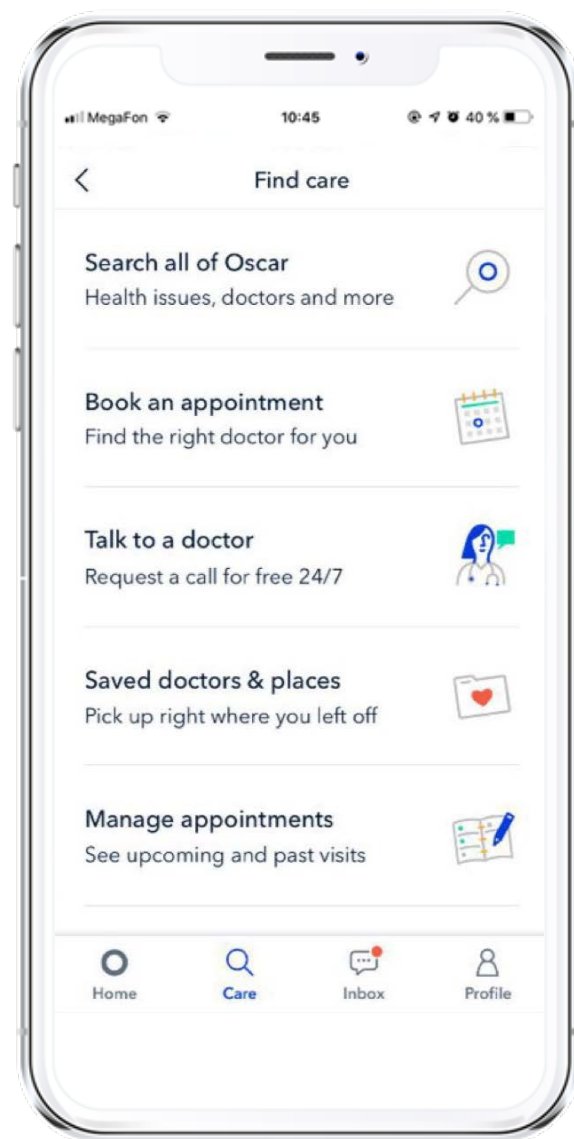 MegaFon 10:45 40 %
Find care
Search all of Oscar
Health issues, doctors and more
Book an appointment
Find the right doctor for you
Talk to a doctor
Request a call for free 24/7
Saved doctors & places
Pick up right where you left off
Manage appointments
See upcoming and past visits
Home Care Inbox Profile